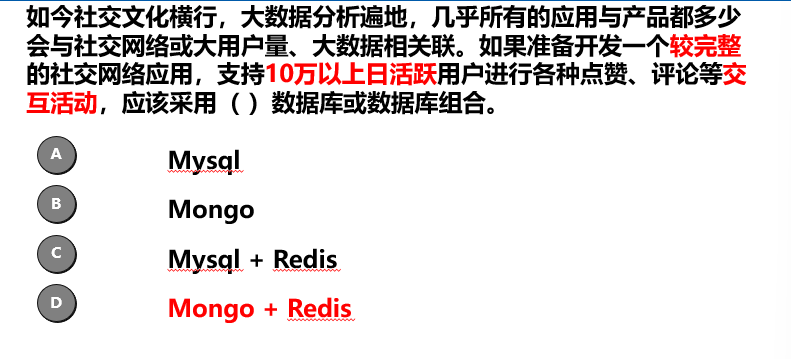 如今社交文化横行，大数据分析遍地，几乎所有的应用与产品都多少
会与社交网络或大用户量、大数据相关联。如果准备开发一个较完整
的社交网络应用，支持10万以上日活跃用户进行各种点赞、评论等交
互活动，应该采用（ ）数据库或数据库组合。
A Mysql
B Mongo
C Mysql + Redis
D Mongo + Redis